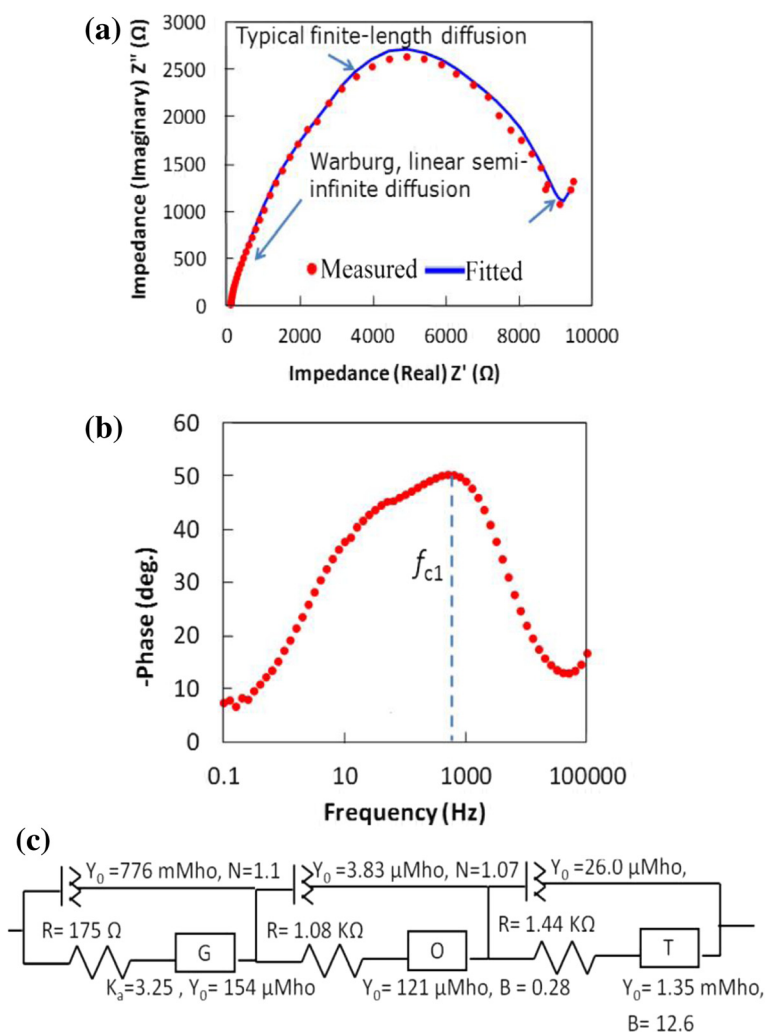 (a)
Impedance (Imaginary) Z" (Ω)
3000
2500
2000
1500
1000
500
0
Typical finite-length diffusion
Warburg, linear semi-
infinite diffusion
Measured
Fitted
0 2000 4000 6000 8000 10000
Impedance (Real) Z' (Ω)
(b)
-Phase (deg.)
60
50
40
30
20
10
0
fc1
0.1 10 1000 100000
Frequency (Hz)
(c)
Y0 =776 mMho, N=1.1
Y0 =3.83 µMho, N=1.07
Y0 =26.0 µMho,
R= 175 Ω
G
R= 1.08 KΩ
O
R= 1.44 KΩ
T
Ka=3.25 , Y0= 154 µMho
Y0= 121 µMho, B = 0.28
Y0= 1.35 mMho,
B= 12.6